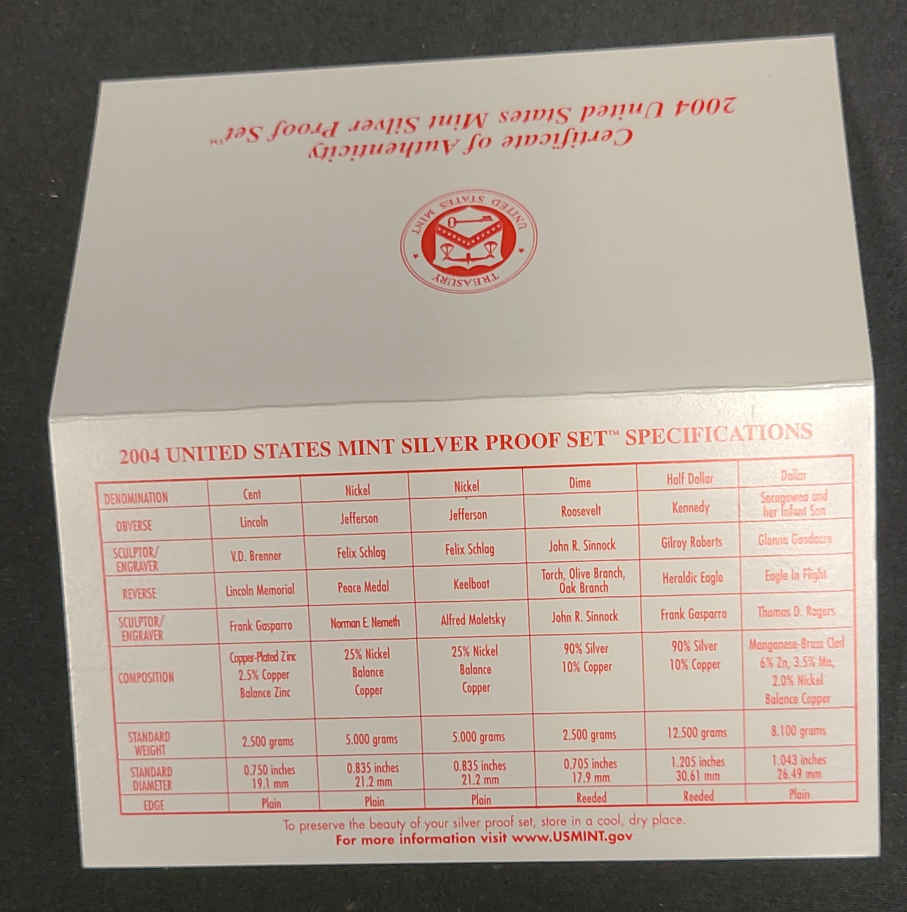 2004 United States Mint Silver Proof Set™
Certificate of Authenticity
UNITED STATES MINT
TREASURY
2004 UNITED STATES MINT SILVER PROOF SET™ SPECIFICATIONS
DENOMINATION Cent Nickel Nickel Dime Half Dollar Dollar
OBVERSE Lincoln Jefferson Jefferson Roosevelt Kennedy Sacagawea and
her Infant Son
SCULPTOR/
ENGRAVER V.D. Brenner Felix Schlag Felix Schlag John R. Sinnock Gilroy Roberts Glenna Goodacre
REVERSE Lincoln Memorial Peace Medal Keelboat Torch, Olive Branch,
Oak Branch Heraldic Eagle Eagle In Flight
SCULPTOR/
ENGRAVER Frank Gasparro Norman E. Nemeth Alfred Maletsky John R. Sinnock Frank Gasparro Thomas D. Rogers
COMPOSITION Copper-Plated Zinc
2.5% Copper
Balance Zinc
25% Nickel
Balance
Copper
25% Nickel
Balance
Copper
90% Silver
10% Copper
90% Silver
10% Copper
Manganese-Brass Clad
6% Zn, 3.5% Mn,
2.0% Nickel
Balance Copper
STANDARD
WEIGHT 2.500 grams 5.000 grams 5.000 grams 2.500 grams 12.500 grams 8.100 grams
STANDARD
DIAMETER 0.750 inches 0.835 inches 0.835 inches 0.705 inches 1.205 inches 1.043 inches
19.1 mm 21.2 mm 21.2 mm 17.9 mm 30.61 mm 26.49 mm
EDGE Plain Plain Plain Reeded Reeded Plain
To preserve the beauty of your silver proof set, store in a cool, dry place.
For more information visit www.USMINT.gov